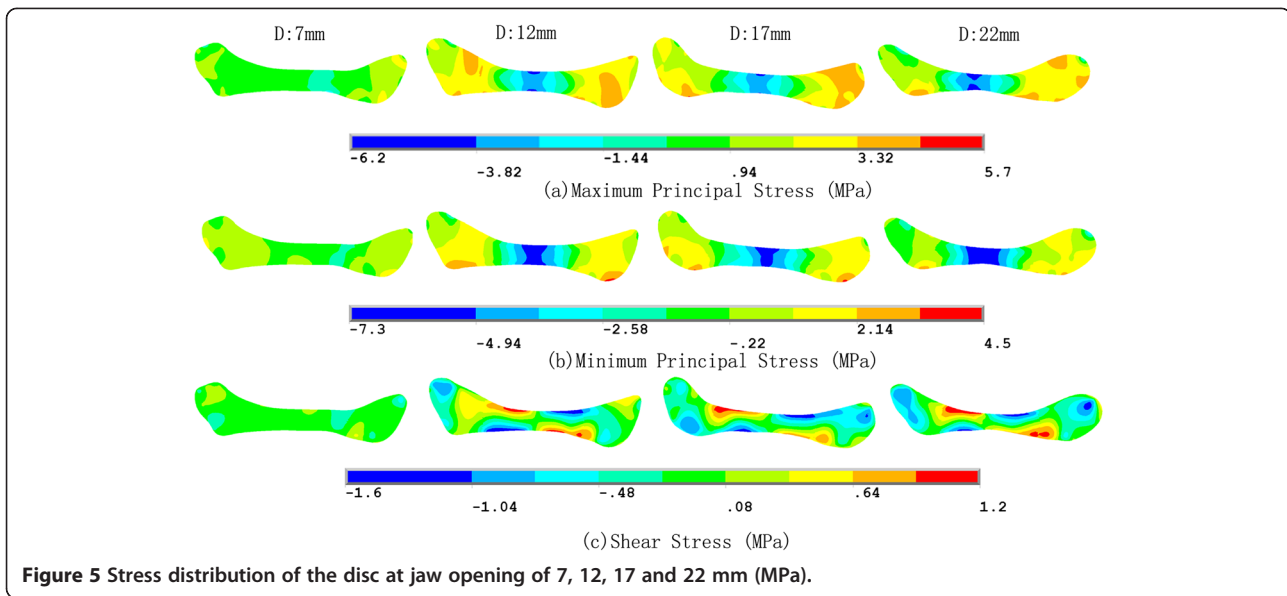 D:7mm D:12mm D:17mm D:22mm
-6.2 -3.82 -1.44 .94 3.32 5.7
(a)Maximum Principal Stress (MPa)
-7.3 -4.94 -2.58 -.22 2.14 4.5
(b)Minimum Principal Stress (MPa)
-1.6 -1.04 -.48 .08 .64 1.2
(c)Shear Stress (MPa)
Figure 5 Stress distribution of the disc at jaw opening of 7, 12, 17 and 22 mm (MPa).